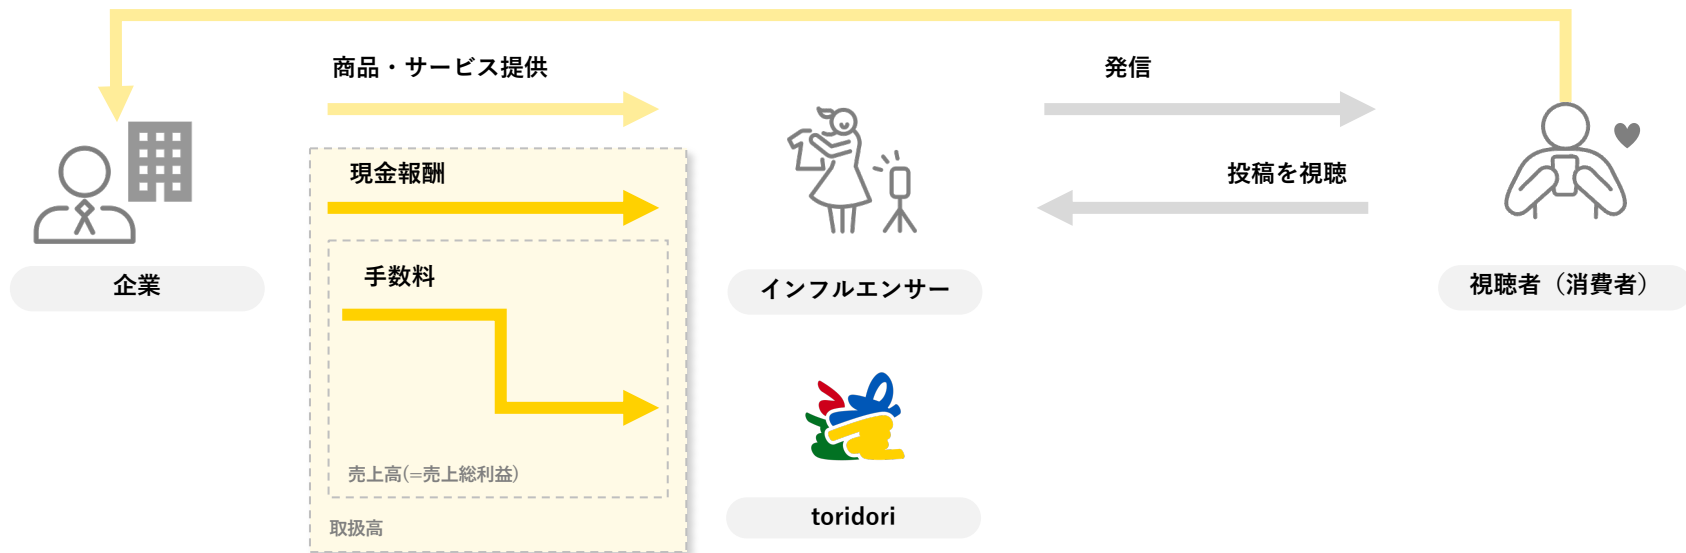 商品・サービス提供
発信
現金報酬
投稿を視聴
手数料
企業
インフルエンサー
視聴者（消費者）
売上高(=売上総利益)
取扱高
toridori